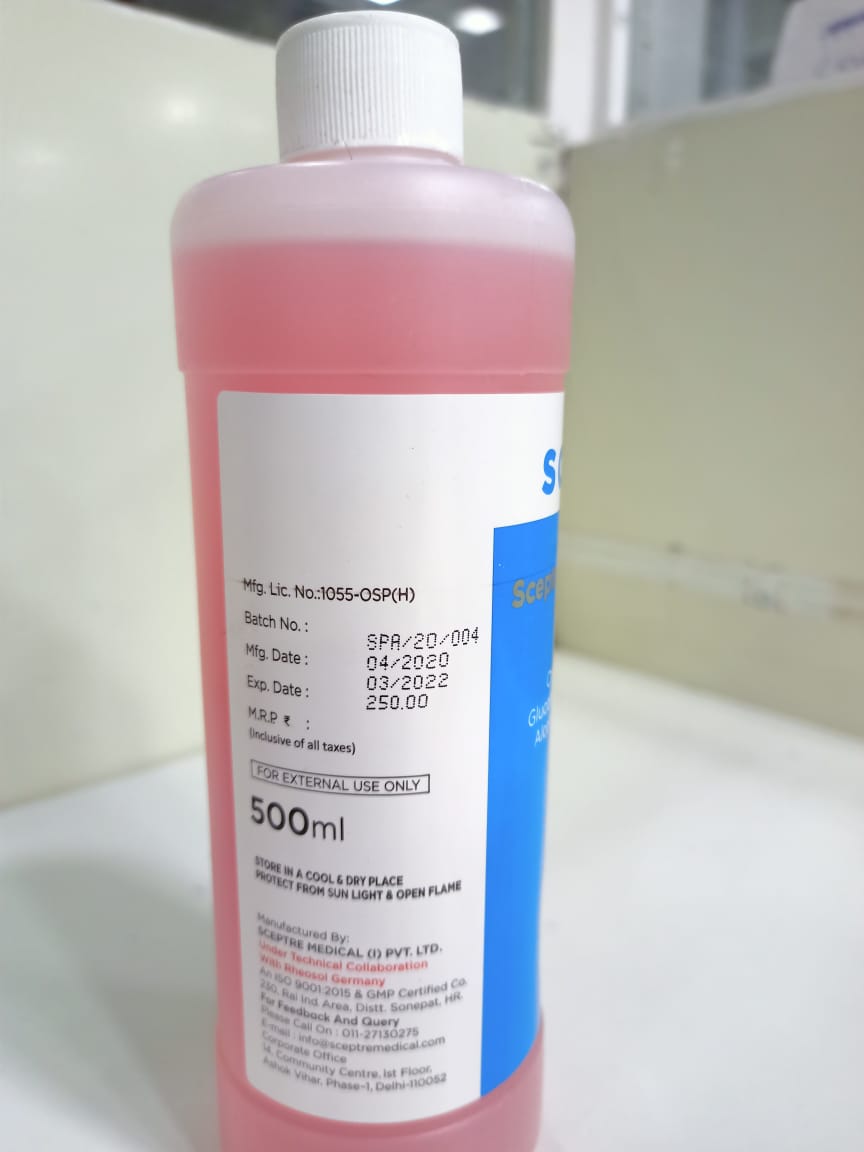 Mfg. Lic. No.:1055-OSP(H)
Batch No. : SPA/20/004
Mfg. Date : 04/2020
Exp. Date : 03/2022
M.R.P. ₹ : 250.00
(Inclusive of all taxes)
FOR EXTERNAL USE ONLY
500ml
STORE IN A COOL & DRY PLACE
PROTECT FROM SUN LIGHT & OPEN FLAME
Manufactured By:
SCEPTRE MEDICAL (I) PVT. LTD.
Under Technical Collaboration
With Rheosol Germany
An ISO 9001:2015 & GMP Certified Co.
230, Rai Ind. Area, Distt. Sonepat, HR.
For Feedback And Query
Please Call On : 011-27130275
E-mail : info@sceptremedical.com
Corporate Office
14, Community Centre, Ist Floor,
Ashok Vihar, Phase-1, Delhi-110052